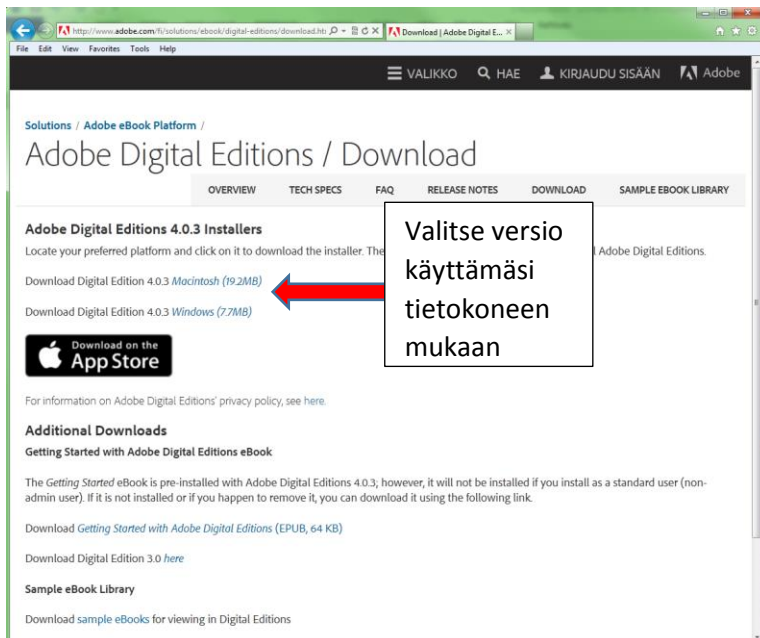 http://www.adobe.com/fi/solutions/ebook/digital-editions/download.ht
Download | Adobe Digital E...
File Edit View Favorites Tools Help
VALIKKO HAE KIRJAUDU SISÄÄN Adobe
Solutions / Adobe eBook Platform /
Adobe Digital Editions / Download
OVERVIEW TECH SPECS FAQ RELEASE NOTES DOWNLOAD SAMPLE EBOOK LIBRARY
Adobe Digital Editions 4.0.3 Installers
Locate your preferred platform and click on it to download the installer. The Adobe Digital Editions.
Download Digital Edition 4.0.3 Macintosh (19.2MB)
Download Digital Edition 4.0.3 Windows (7.7MB)
Valitse versio
käyttämäsi
tietokoneen
mukaan
Download on the
App Store
For information on Adobe Digital Editions' privacy policy, see here.
Additional Downloads
Getting Started with Adobe Digital Editions eBook
The Getting Started eBook is pre-installed with Adobe Digital Editions 4.0.3; however, it will not be installed if you install as a standard user (non-
admin user). If it is not installed or if you happen to remove it, you can download it using the following link.
Download Getting Started with Adobe Digital Editions (EPUB, 64 KB)
Download Digital Edition 3.0 here
Sample eBook Library
Download sample eBooks for viewing in Digital Editions